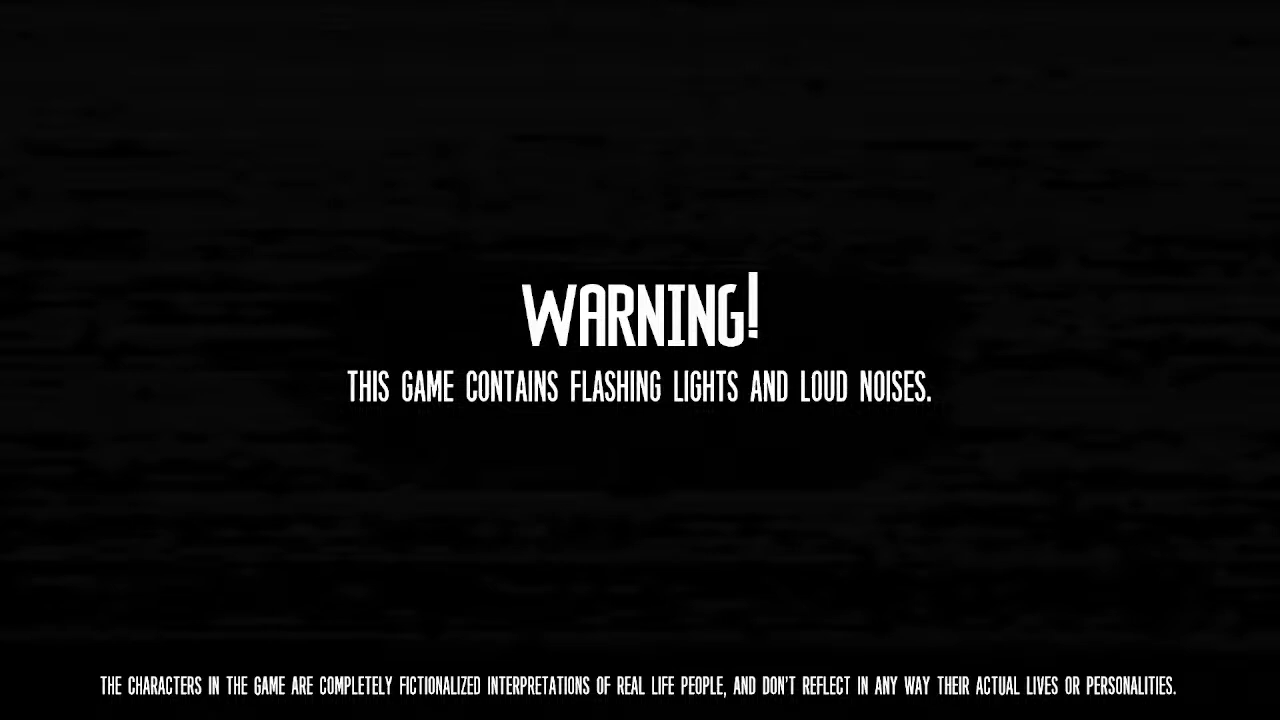 WARNING!
THIS GAME CONTAINS FLASHING LIGHTS AND LOUD NOISES.
THE CHARACTERS IN THE GAME ARE COMPLETELY FICTIONALIZED INTERPRETATIONS OF REAL LIFE PEOPLE, AND DON'T REFLECT IN ANY WAY THEIR ACTUAL LIVES OR PERSONALITIES.